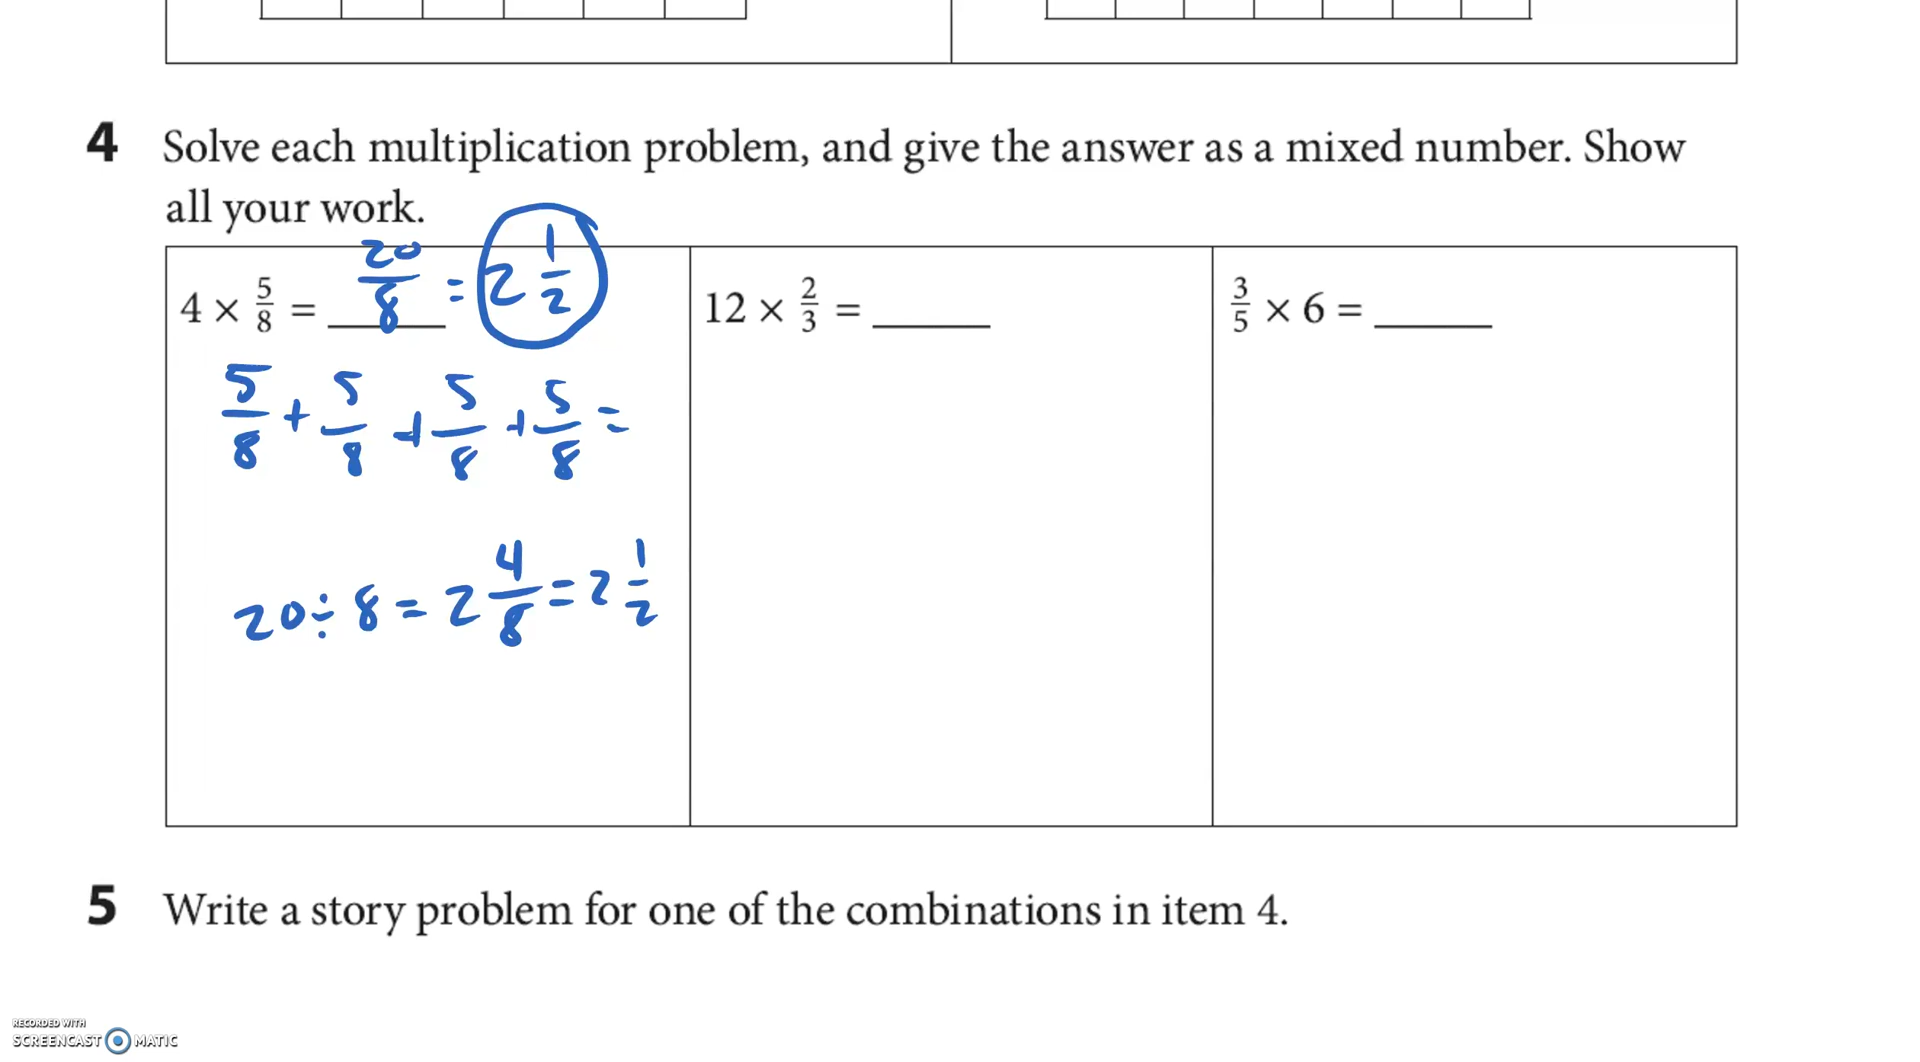 4 Solve each multiplication problem, and give the answer as a mixed number. Show
all your work.
4 × 5/8 = 20/8 = 2 1/2
5/8 + 5/8 + 5/8 + 5/8 =
20 ÷ 8 = 2 4/8 = 2 1/2
12 × 2/3 = ______
3/5 × 6 = ______
5 Write a story problem for one of the combinations in item 4.
RECORDED WITH
SCREENCAST MATIC